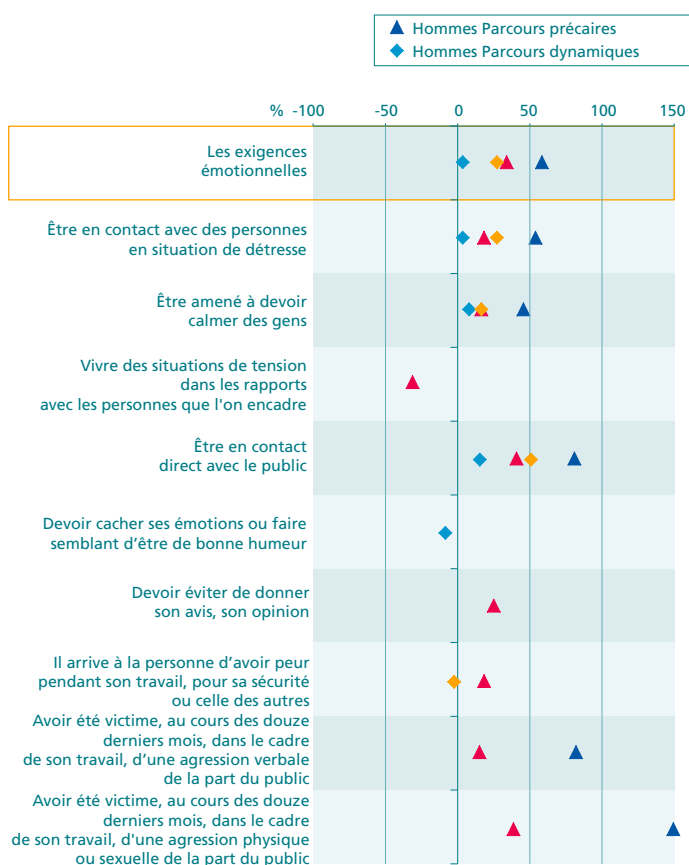 Hommes Parcours précaires
Hommes Parcours dynamiques
% -100 -50 0 50 100 150
Les exigences
émotionnelles
Être en contact avec des personnes
en situation de détresse
Être amené à devoir
calmer des gens
Vivre des situations de tension
dans les rapports
avec les personnes que l'on encadre
Être en contact
direct avec le public
Devoir cacher ses émotions ou faire
semblant d’être de bonne humeur
Devoir éviter de donner
son avis, son opinion
Il arrive à la personne d’avoir peur
pendant son travail, pour sa sécurité
ou celle des autres
Avoir été victime, au cours des douze
derniers mois, dans le cadre
de son travail, d’une agression verbale
de la part du public
Avoir été victime, au cours des douze
derniers mois, dans le cadre
de son travail, d'une agression physique
ou sexuelle de la part du public